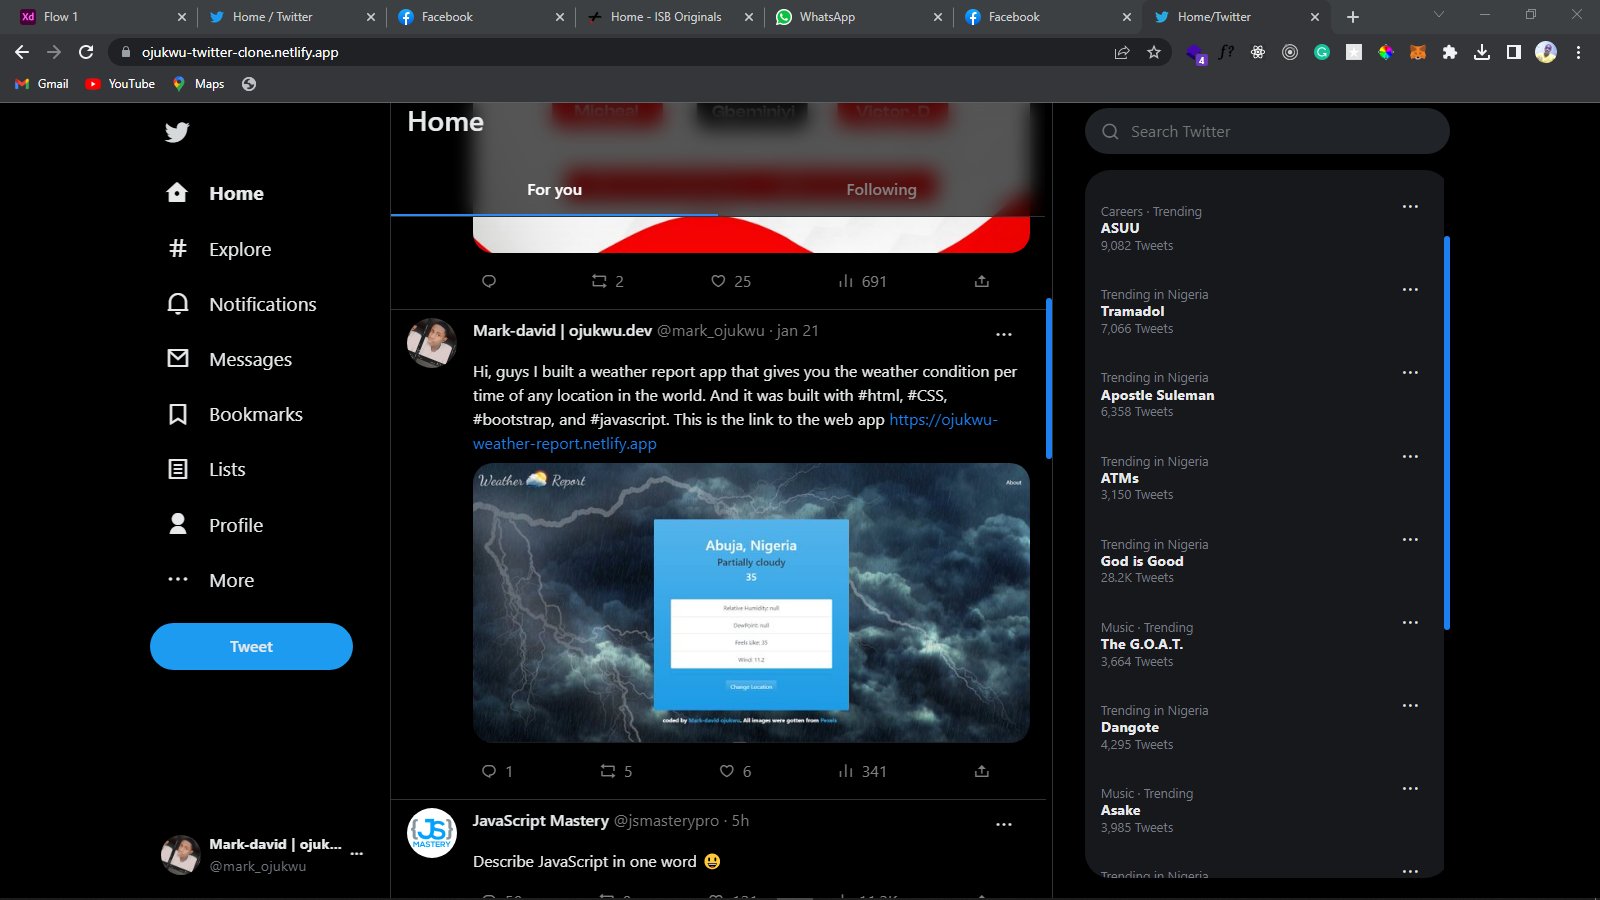 Xd Flow 1
Home / Twitter
Facebook
Home - ISB Originals
WhatsApp
Facebook
Home/Twitter
ojukwu-twitter-clone.netlify.app
4
f?
Gmail
YouTube
Maps
Home
Explore
Notifications
Messages
Bookmarks
Lists
Profile
More
Tweet
Mark-david | ojuk...
@mark_ojukwu
Home
Micheal
Gbeminiyi
Victor.D
For you
Following
2
25
691
Mark-david | ojukwu.dev @mark_ojukwu · jan 21
Hi, guys I built a weather report app that gives you the weather condition per
time of any location in the world. And it was built with #html, #CSS,
#bootstrap, and #javascript. This is the link to the web app https://ojukwu-
weather-report.netlify.app
Weather Report
About
Abuja, Nigeria
Partially cloudy
35
Relative Humidity: null
DewPoint: null
Feels Like: 35
Wind: 11.2
Change Location
coded by Mark-david ojukwu. All images were gotten from Pexels
1
5
6
341
JS MASTERY
JavaScript Mastery @jsmasterypro · 5h
Describe JavaScript in one word 😃
Search Twitter
Careers · Trending
ASUU
9,082 Tweets
Trending in Nigeria
Tramadol
7,066 Tweets
Trending in Nigeria
Apostle Suleman
6,358 Tweets
Trending in Nigeria
ATMs
3,150 Tweets
Trending in Nigeria
God is Good
28.2K Tweets
Music · Trending
The G.O.A.T.
3,664 Tweets
Trending in Nigeria
Dangote
4,295 Tweets
Music · Trending
Asake
3,985 Tweets
Trending in Nigeria